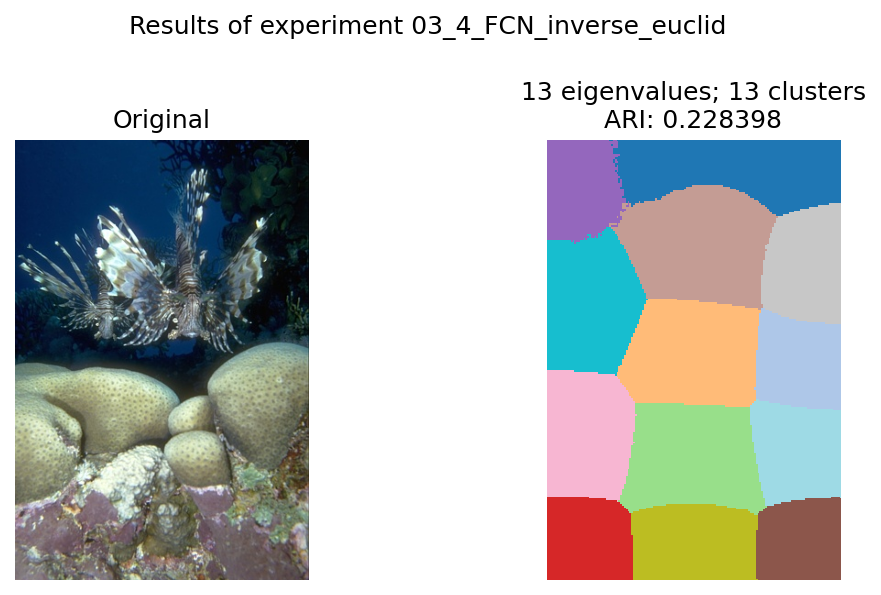 Results of experiment 03_4_FCN_inverse_euclid
Original
13 eigenvalues; 13 clusters
ARI: 0.228398